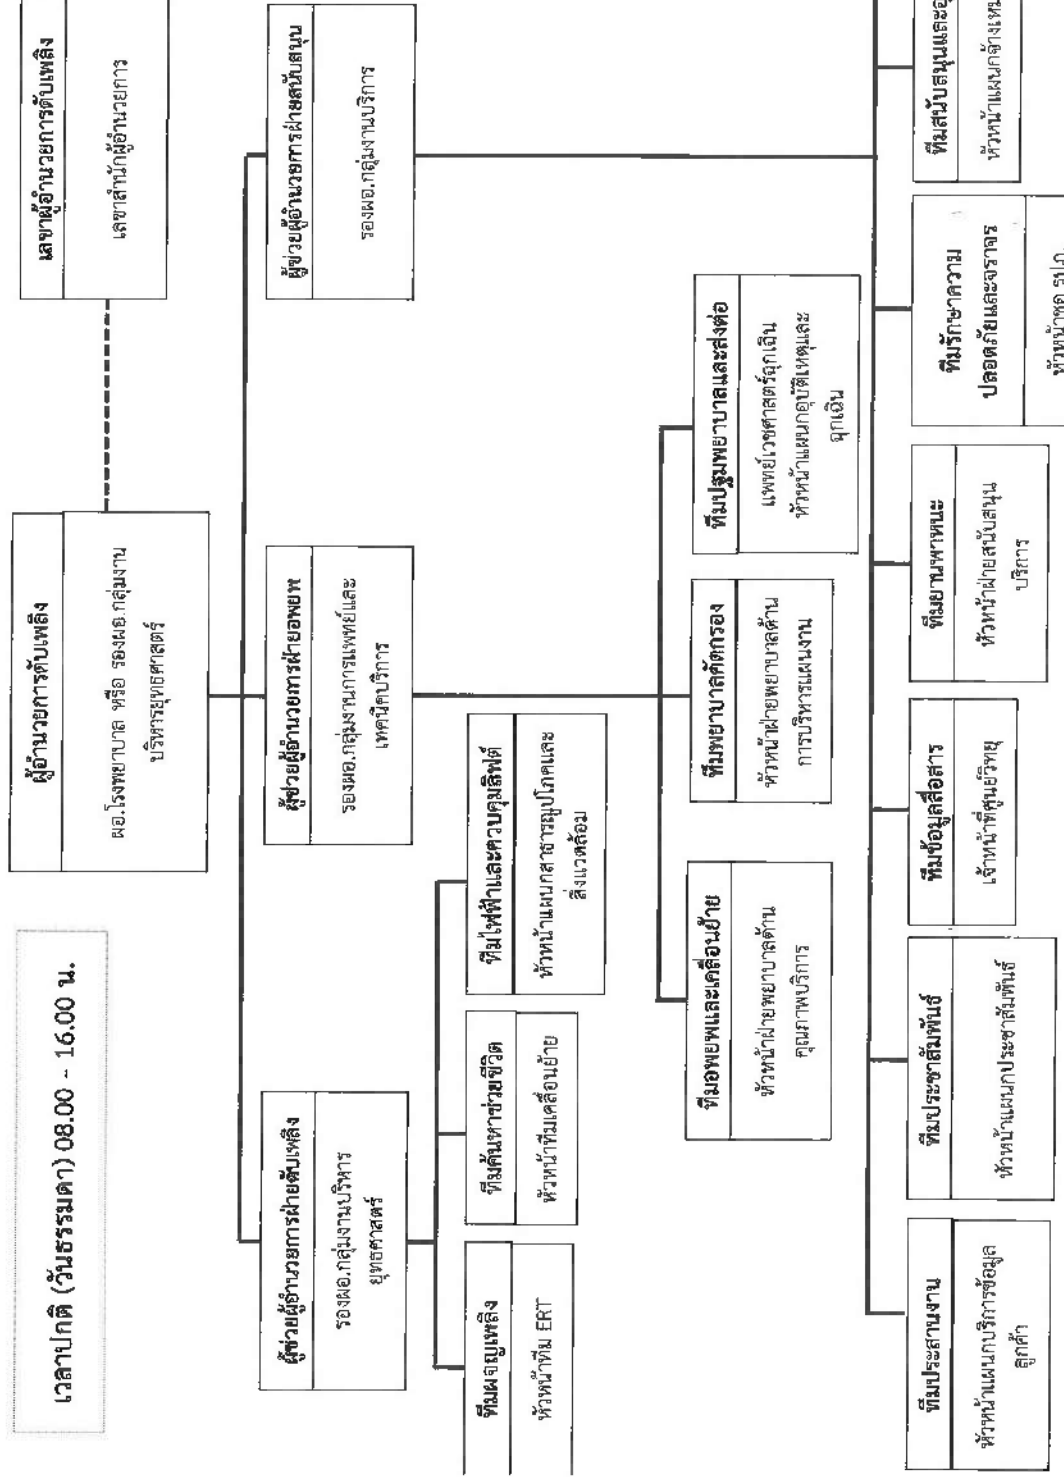 เวลาปกติ (วันธรรมดา) 08.00 - 16.00 น.
ผู้อำนวยการดับเพลิง
ผอ.โรงพยาบาล หรือ รองผอ.กลุ่มงาน
บริหารยุทธศาสตร์
เลขาผู้อำนวยการดับเพลิง
เลขาสำนักผู้อำนวยการ
ผู้ช่วยผู้อำนวยการฝ่ายดับเพลิง
รองผอ.กลุ่มงานบริหาร
ยุทธศาสตร์
ผู้ช่วยผู้อำนวยการฝ่ายอพยพ
รองผอ.กลุ่มงานการแพทย์และ
เทคนิคบริการ
ผู้ช่วยผู้อำนวยการฝ่ายสนับสนุน
รองผอ.กลุ่มงานบริการ
ทีมผจญเพลิง
หัวหน้าทีม ERT
ทีมค้นหาช่วยชีวิต
หัวหน้าทีมเคลื่อนย้าย
ทีมไฟฟ้าและควบคุมลิฟต์
หัวหน้าแผนกสาธารณูปโภคและ
สิ่งแวดล้อม
ทีมอพยพและเคลื่อนย้าย
หัวหน้าฝ่ายพยาบาลด้าน
คุณภาพบริการ
ทีมพยาบาลคัดกรอง
หัวหน้าฝ่ายพยาบาลด้าน
การบริหารแผนงาน
ทีมปฐมพยาบาลและส่งต่อ
แพทย์เวชศาสตร์ฉุกเฉิน
หัวหน้าแผนกอุบัติเหตุและ
ฉุกเฉิน
ทีมประสานงาน
หัวหน้าแผนกบริการข้อมูล
ลูกค้า
ทีมประชาสัมพันธ์
หัวหน้าแผนกประชาสัมพันธ์
ทีมข้อมูลสื่อสาร
เจ้าหน้าที่ศูนย์วิทยุ
ทีมยานพาหนะ
หัวหน้าฝ่ายสนับสนุน
บริการ
ทีมรักษาความ
ปลอดภัยและจราจร
หัวหน้าชุด รปภ.
ทีมสนับสนุนและ
หัวหน้าแผนกจ้างเหม